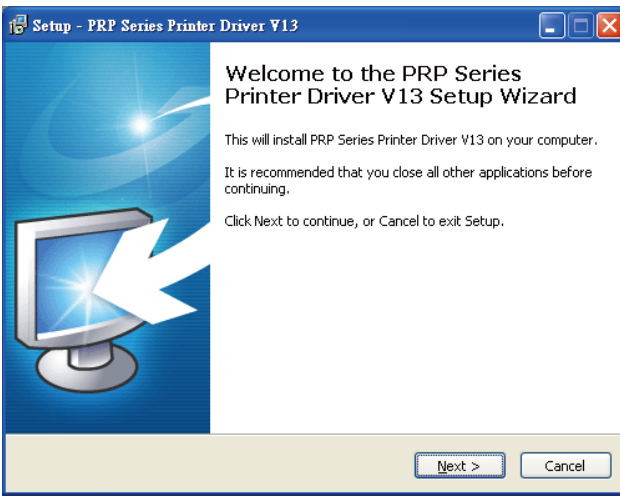 Setup - PRP Series Printer Driver V13
Welcome to the PRP Series
Printer Driver V13 Setup Wizard
This will install PRP Series Printer Driver V13 on your computer.
It is recommended that you close all other applications before
continuing.
Click Next to continue, or Cancel to exit Setup.
Next >
Cancel